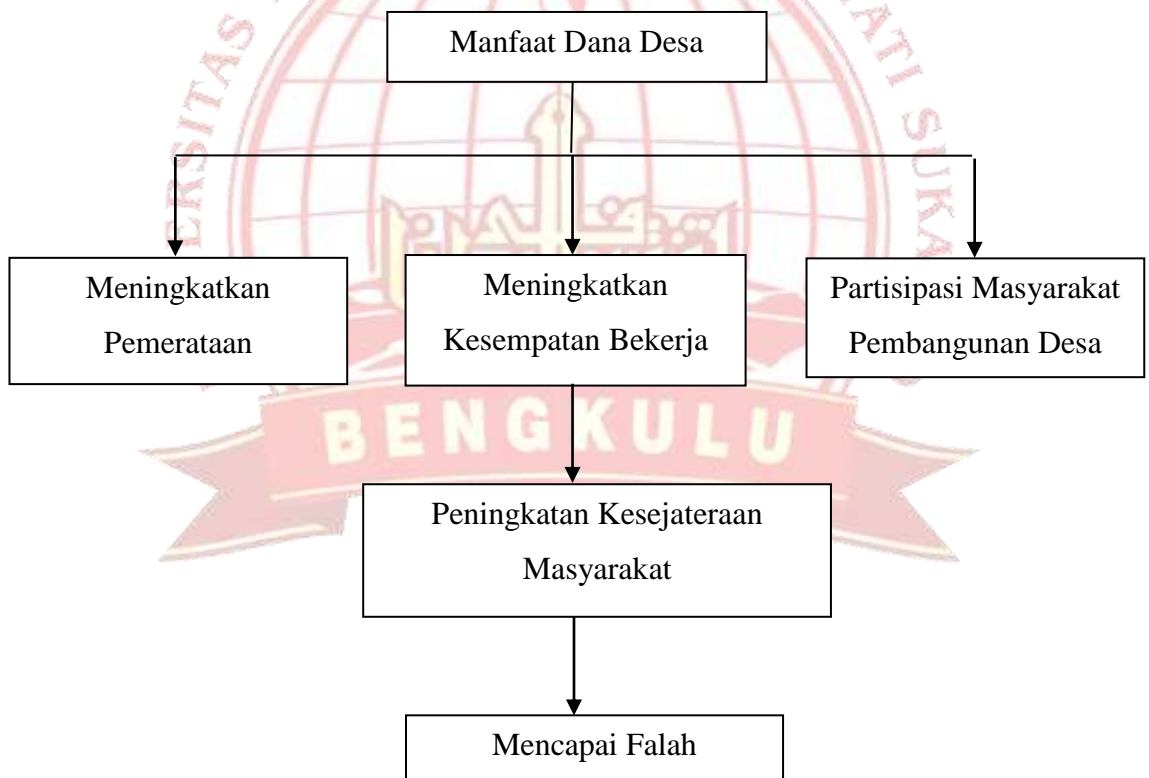 Manfaat Dana Desa
Meningkatkan
Pemerataan
Meningkatkan
Kesempatan Bekerja
Partisipasi Masyarakat
Pembangunan Desa
BENGKULU
Peningkatan Kesejateraan
Masyarakat
Mencapai Falah